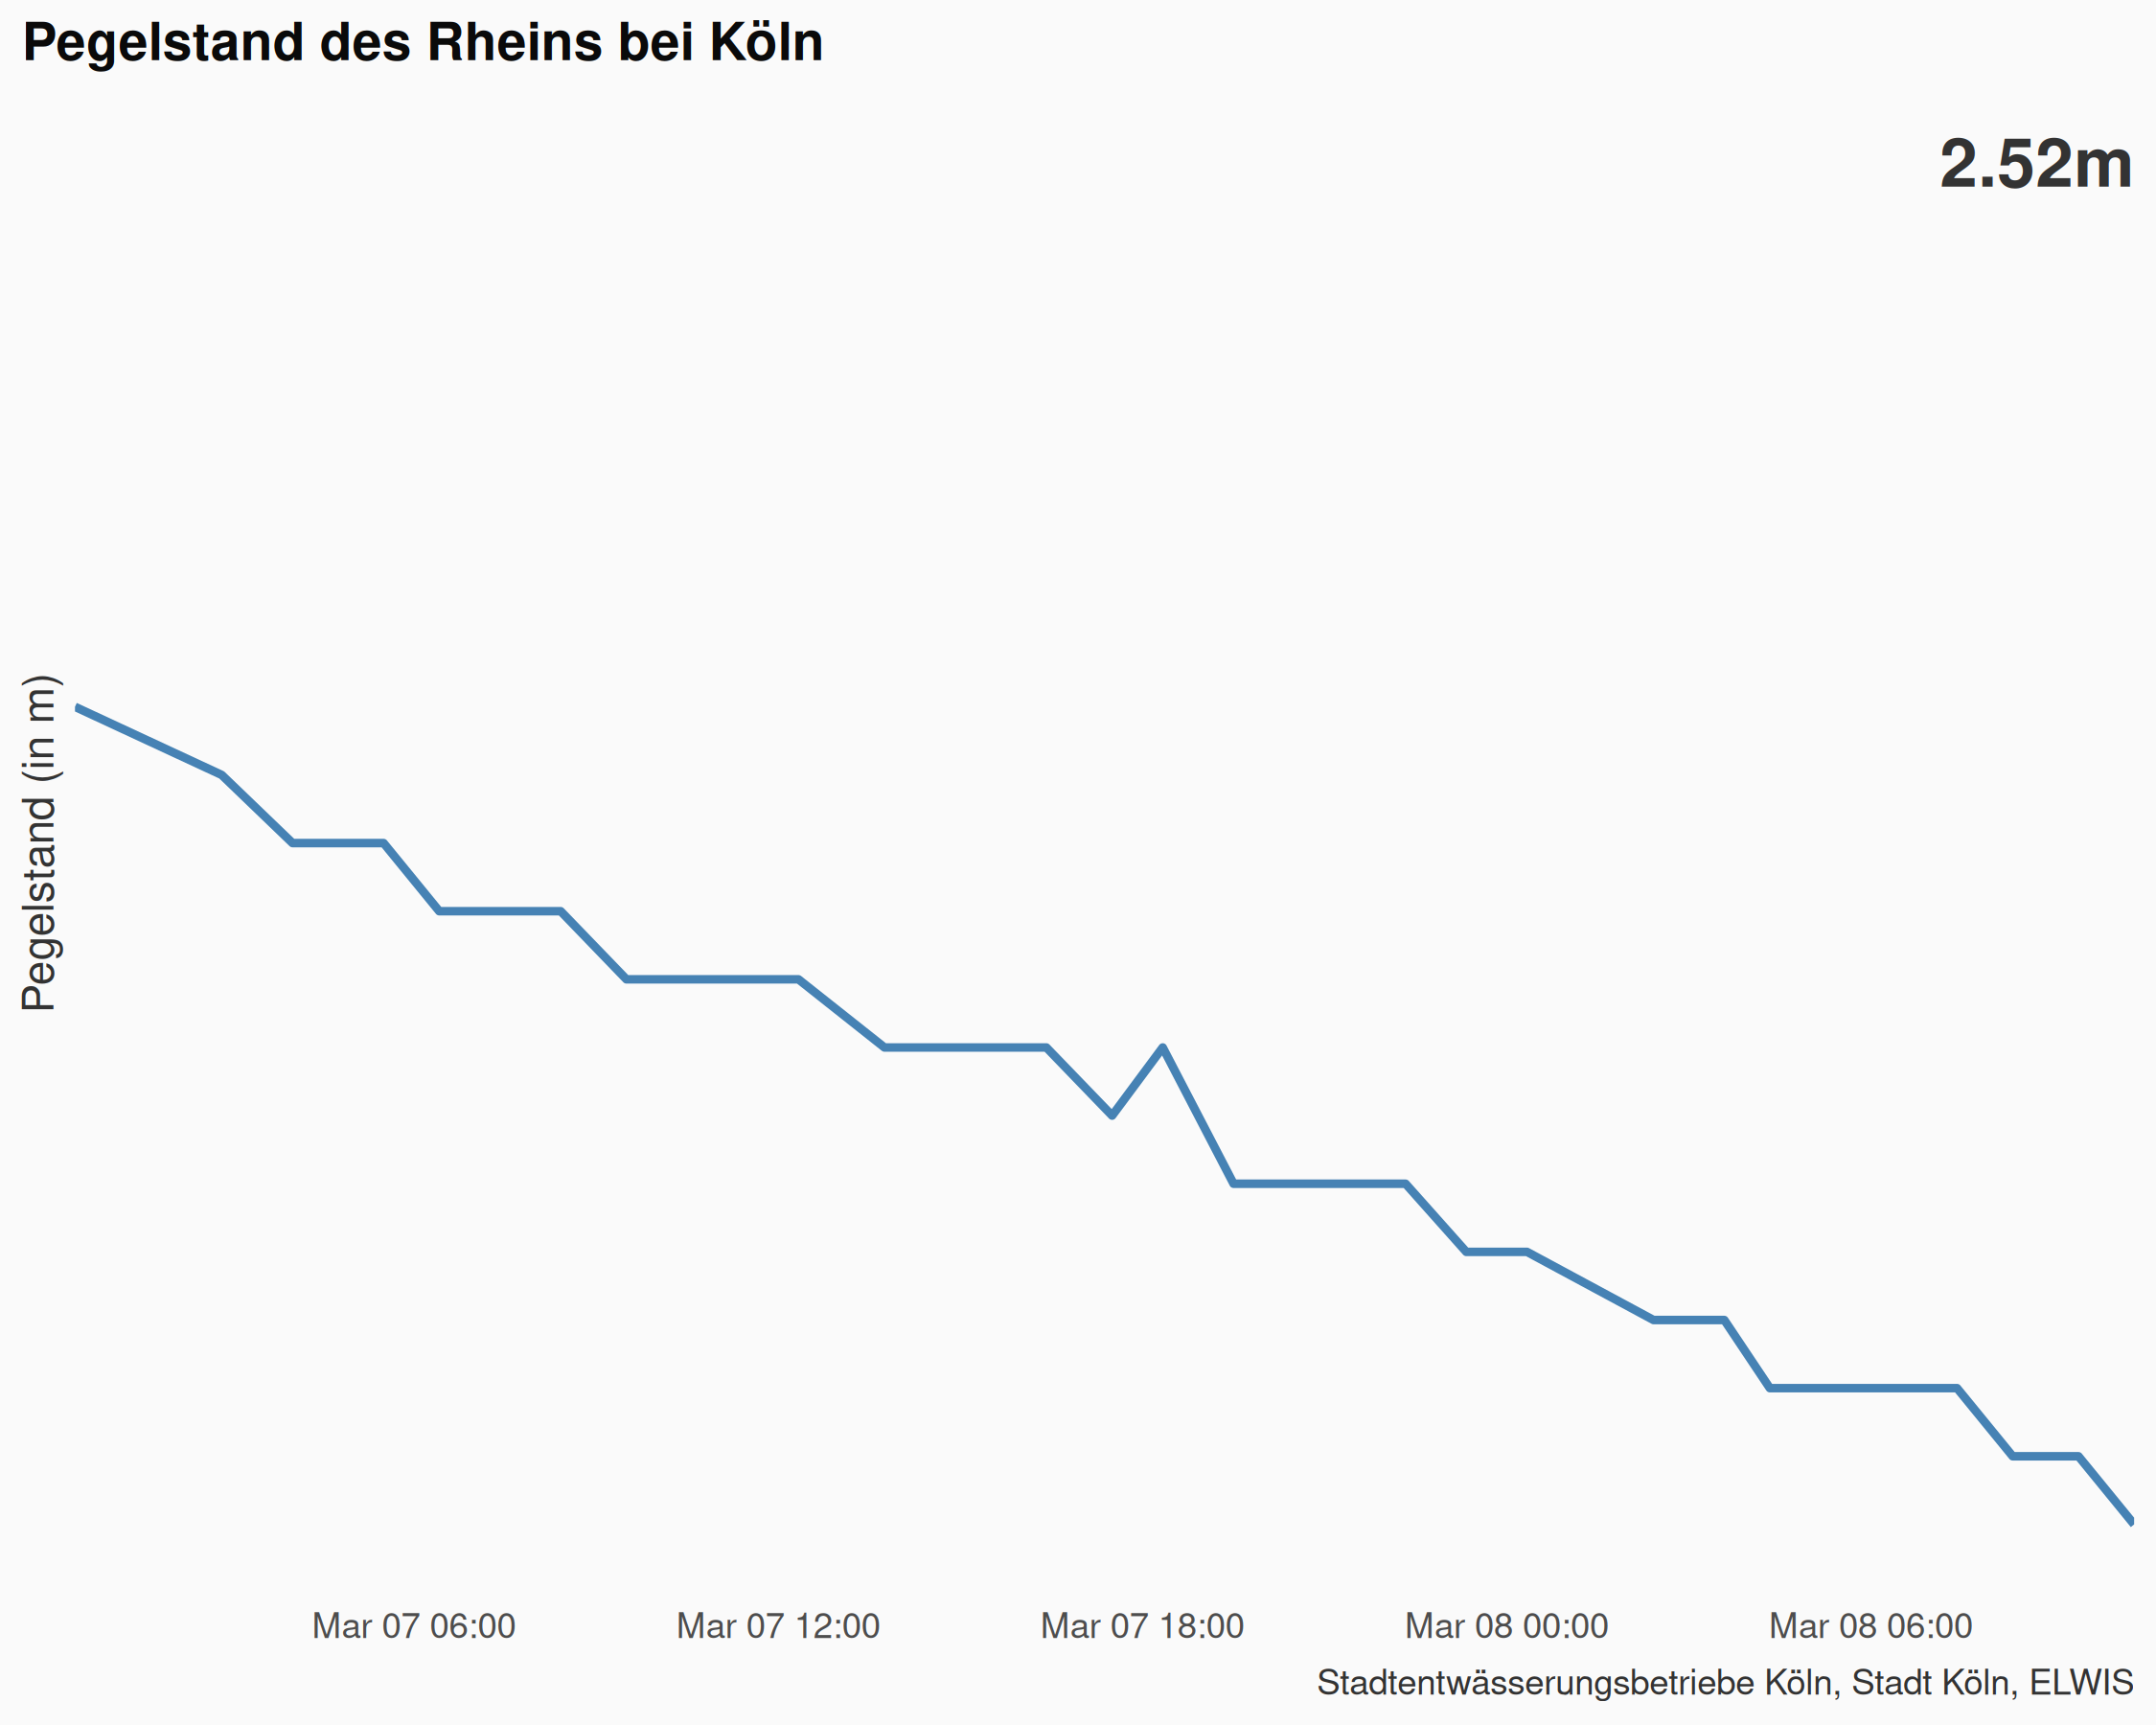 Pegelstand des Rheins bei Köln
2.52m
Pegelstand (in m)
Mar 07 06:00
Mar 07 12:00
Mar 07 18:00
Mar 08 00:00
Mar 08 06:00
Stadtentwässerungsbetriebe Köln, Stadt Köln, ELWIS